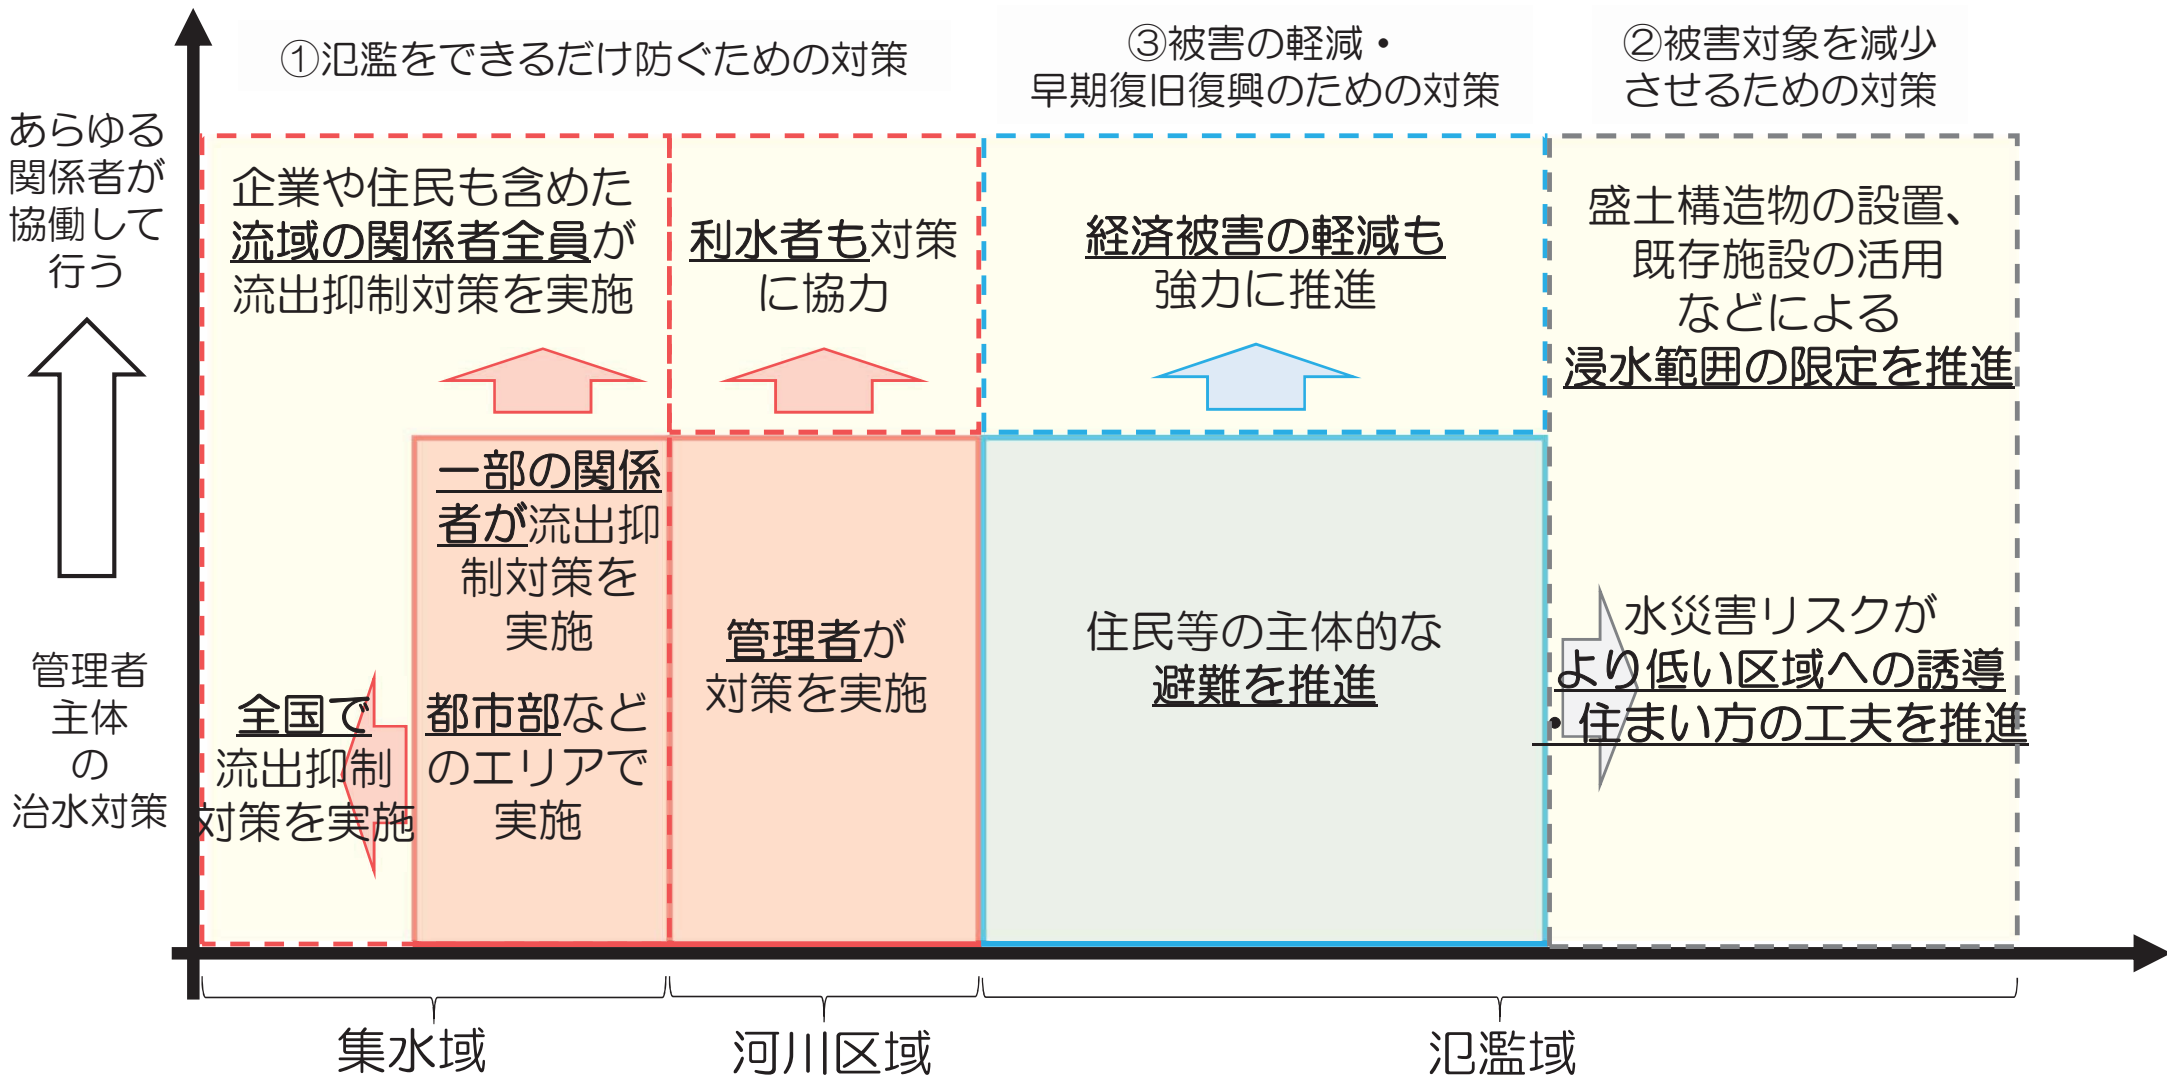 ①氾濫をできるだけ防ぐための対策
③被害の軽減・
早期復旧復興のための対策
②被害対象を減少
させるための対策
あらゆる
関係者が
協働して
行う
管理者
主体
の
治水対策
企業や住民も含めた
流域の関係者全員が
流出抑制対策を実施
利水者も対策
に協力
経済被害の軽減も
強力に推進
盛土構造物の設置、
既存施設の活用
などによる
浸水範囲の限定を推進
一部の関係
者が流出抑
制対策を
実施
都市部など
のエリアで
実施
全国で
流出抑制
対策を実施
管理者が
対策を実施
住民等の主体的な
避難を推進
水災害リスクが
より低い区域への誘導
・住まい方の工夫を推進
集水域
河川区域
氾濫域